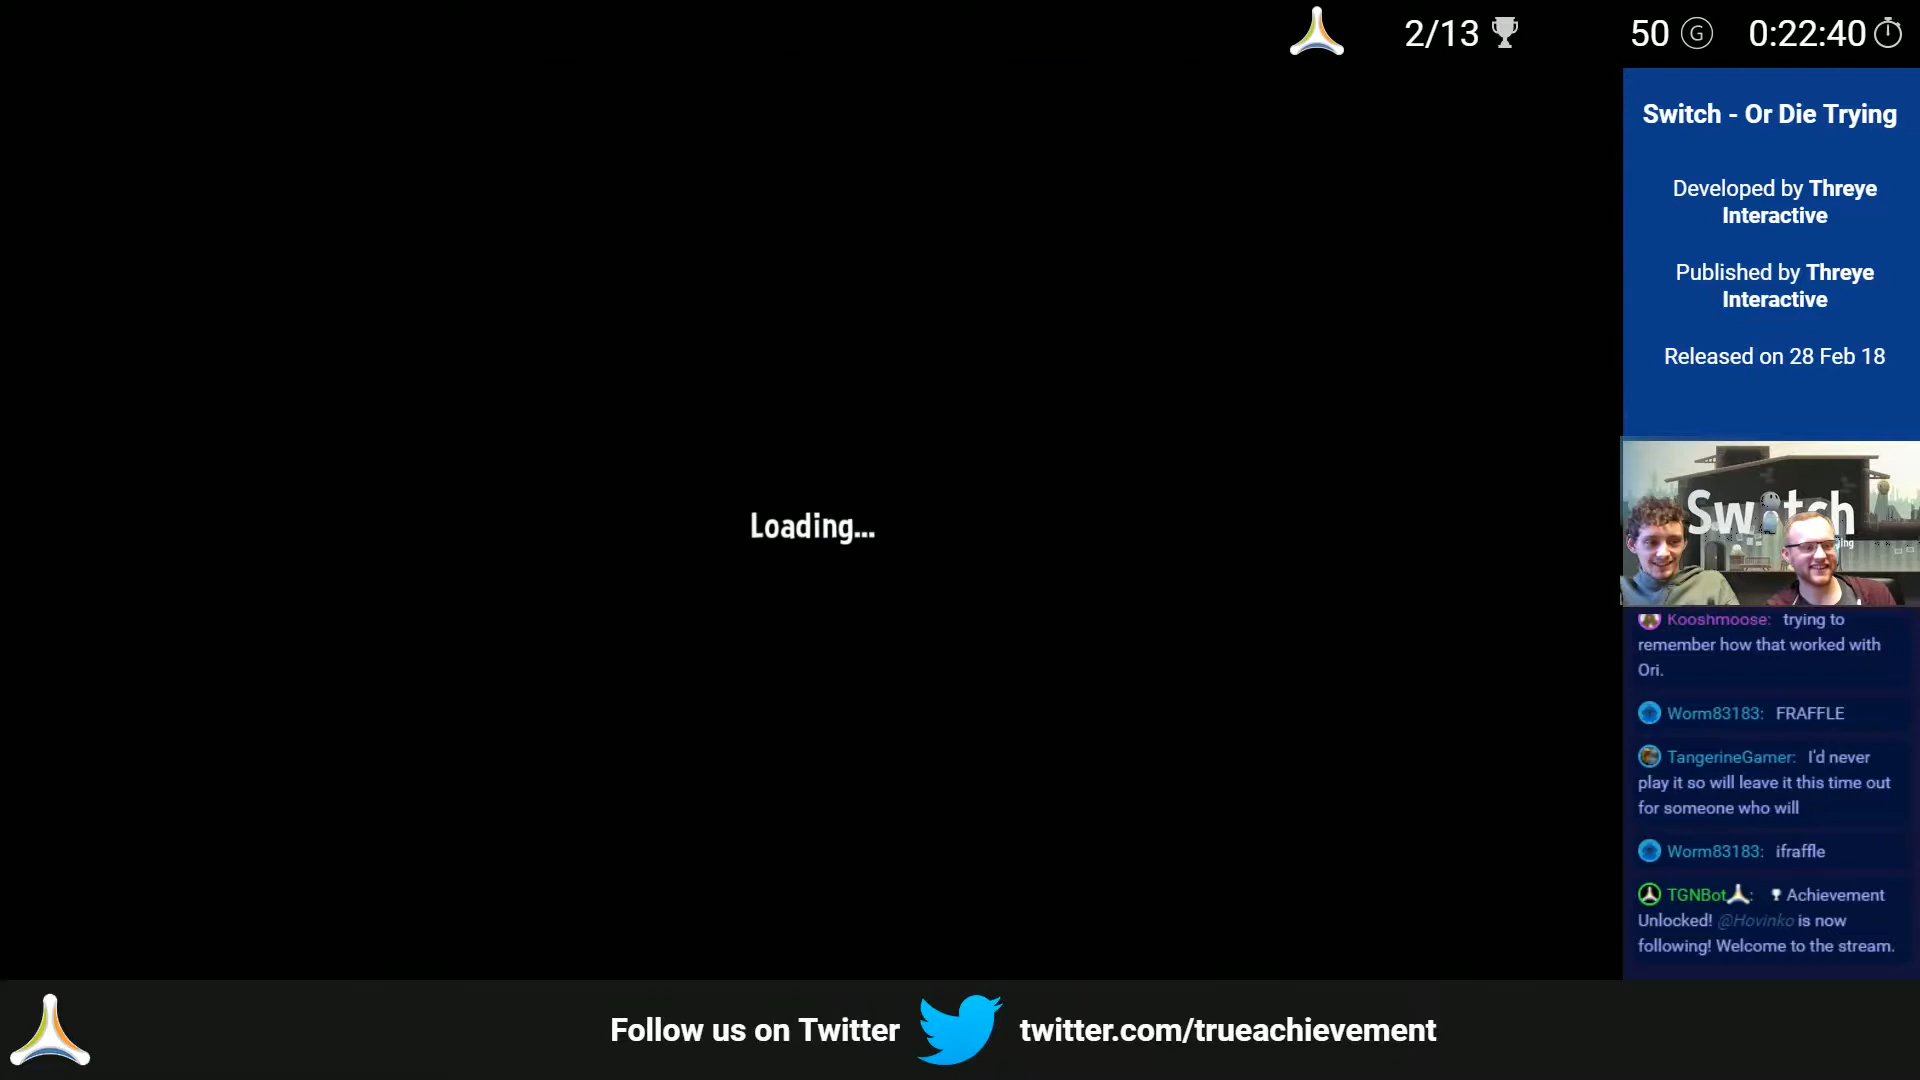 2/13
50 G 0:22:40
Switch - Or Die Trying
Developed by Threye
Interactive
Published by Threye
Interactive
Released on 28 Feb 18
Loading...
Switch
Kooshmoose: trying to
remember how that worked with
Ori.
Worm83183: FRAFFLE
TangerineGamer: I'd never
play it so will leave it this time out
for someone who will
Worm83183: ifraffle
TGNBot: Achievement
Unlocked! @Hovinko is now
following! Welcome to the stream.
Follow us on Twitter twitter.com/trueachievement